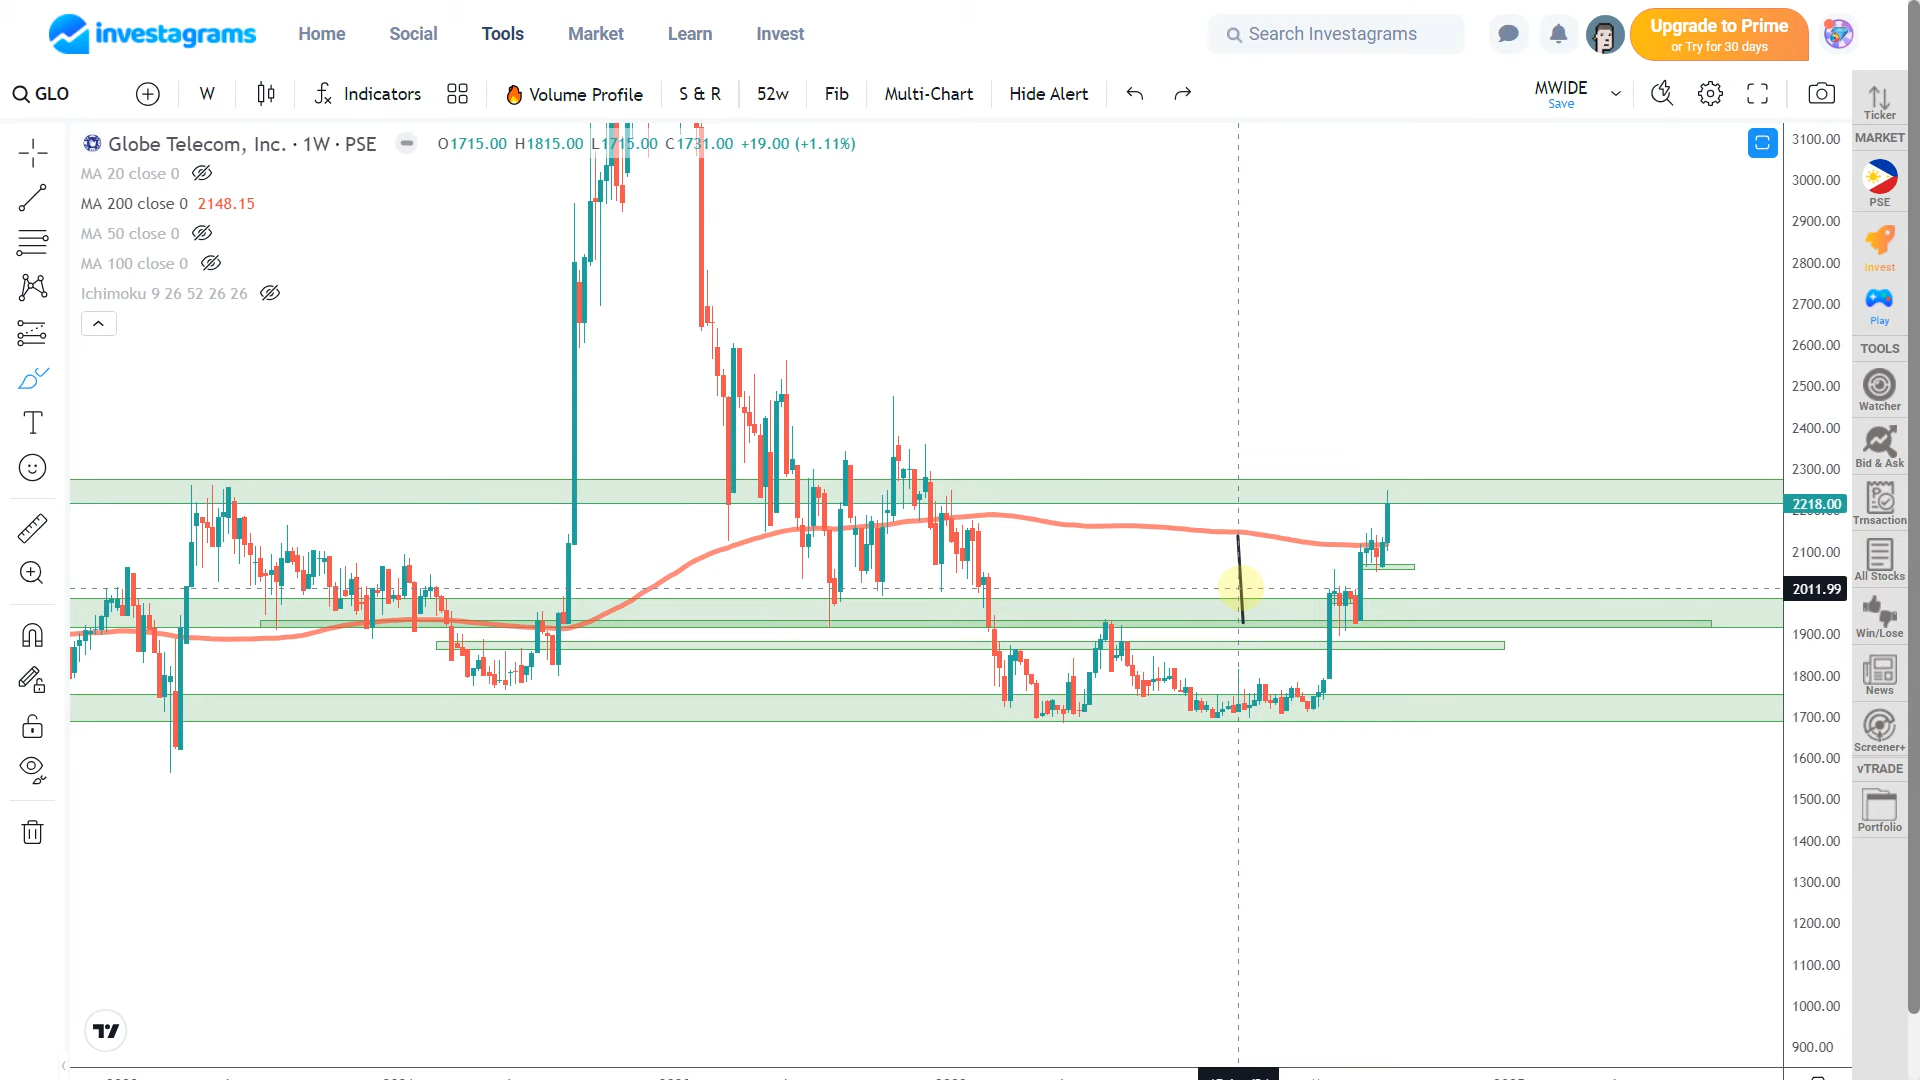 investagrams Home Social Tools Market Learn Invest Search Investagrams Upgrade to Prime
or Try for 30 days
GLO W Indicators Volume Profile S & R 52w Fib Multi-Chart Hide Alert MWIDE
Save
Globe Telecom, Inc. · 1W · PSE O1715.00 H1815.00 L1715.00 C1731.00 +19.00 (+1.11%)
MA 20 close 0
MA 200 close 0 2148.15
MA 50 close 0
MA 100 close 0
Ichimoku 9 26 52 26 26
3100.00
3000.00
2900.00
2800.00
2700.00
2600.00
2500.00
2400.00
2300.00
2218.00
2100.00
2011.99
1900.00
1800.00
1700.00
1600.00
1500.00
1400.00
1300.00
1200.00
1100.00
1000.00
900.00
Ticker
MARKET
PSE
Invest
Play
TOOLS
Watcher
Bid & Ask
Trnsaction
All Stocks
Win/Lose
News
Screener+
vTRADE
Portfolio